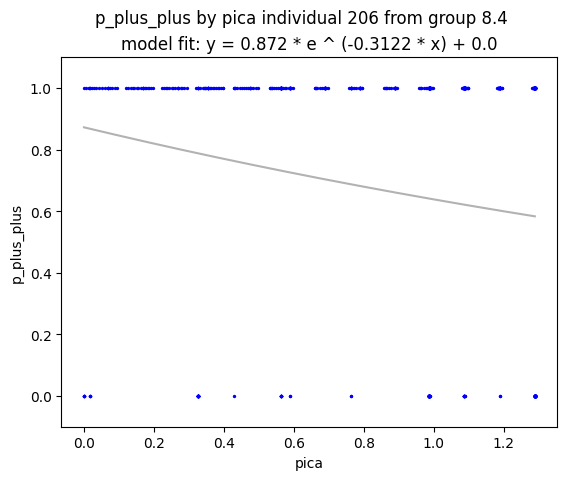 p_plus_plus by pica individual 206 from group 8.4
model fit: y = 0.872 * e ^ (-0.3122 * x) + 0.0
1.0
0.8
0.6
0.4
0.2
0.0
p_plus_plus
0.0 0.2 0.4 0.6 0.8 1.0 1.2
pica